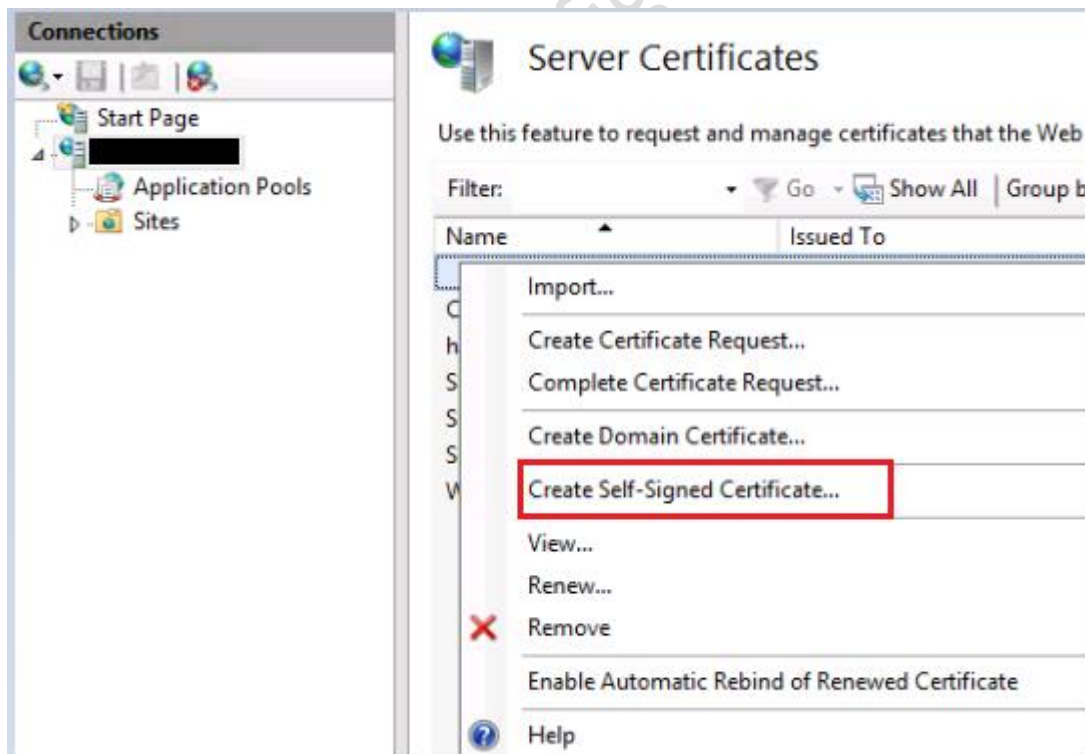 Connections
Start Page
Application Pools
Sites
Server Certificates
Use this feature to request and manage certificates that the Web
Filter:
Go
Show All
Group b
Name
Issued To
Import...
C
Create Certificate Request...
h
Complete Certificate Request...
S
Create Domain Certificate...
S
S
Create Self-Signed Certificate...
W
View...
Renew...
Remove
Enable Automatic Rebind of Renewed Certificate
Help